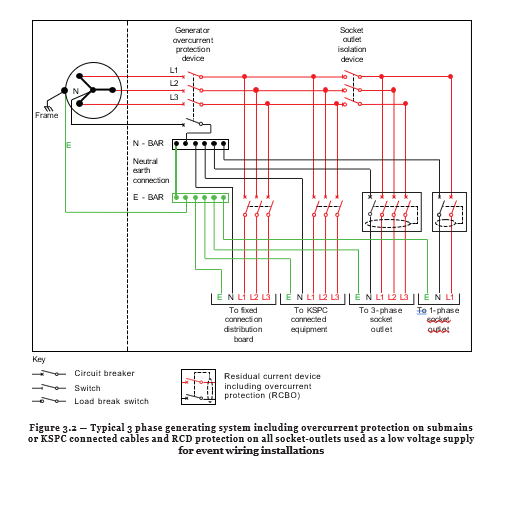 Generator
overcurrent
protection
device
Socket
outlet
isolation
device
L1
L2
L3
N
Frame
E
N - BAR
Neutral
earth
connection
E - BAR
E N L1 L2 L3
E N L1 L2 L3
E N L1 L2 L3
E N L1
To fixed
connection
distribution
board
To KSPC
connected
equipment
To 3-phase
socket
outlet
To 1-phase
socket
outlet
Key
Circuit breaker
Switch
Load break switch
Residual current device
including overcurrent
protection (RCBO)
Figure 3.2 — Typical 3 phase generating system including overcurrent protection on submains
or KSPC connected cables and RCD protection on all socket-outlets used as a low voltage supply
for event wiring installations